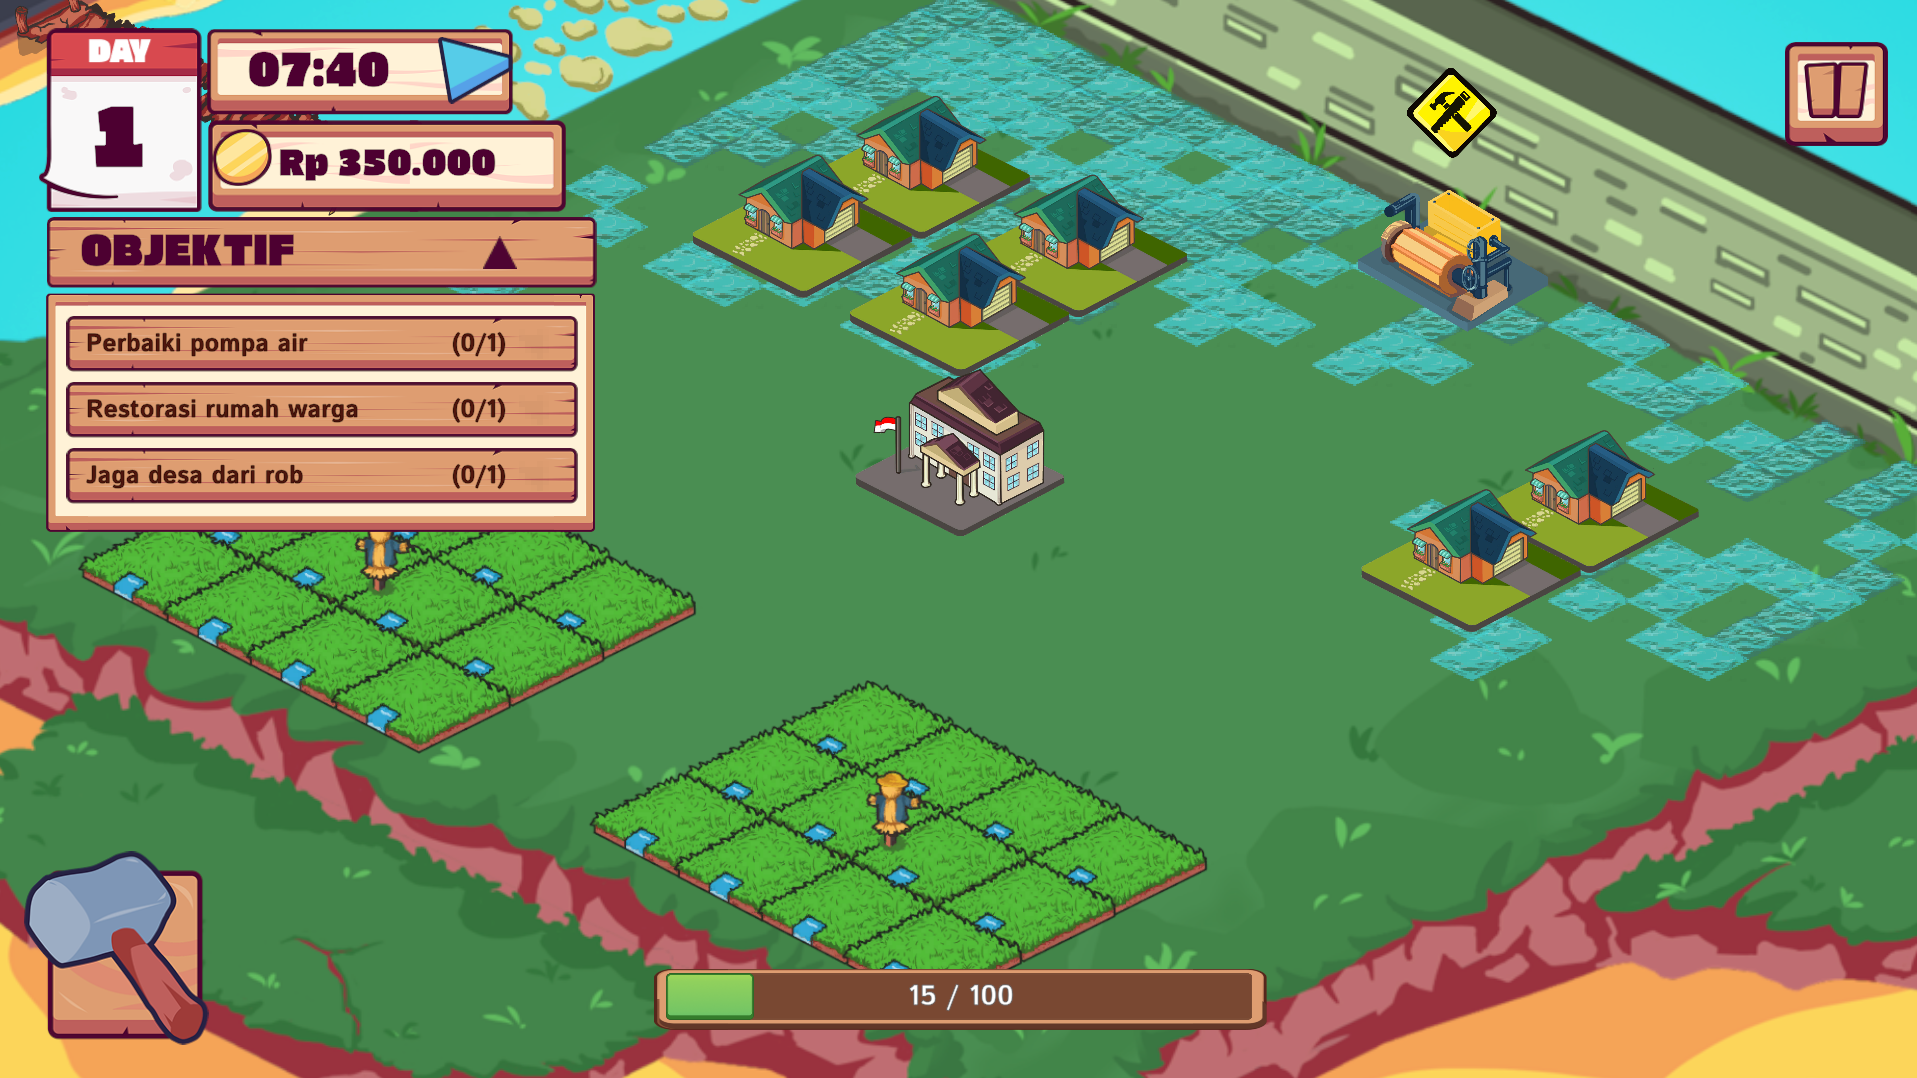 DAY
1
07:40
Rp 350.000
OBJEKTIF
Perbaiki pompa air (0/1)
Restorasi rumah warga (0/1)
Jaga desa dari rob (0/1)
15 / 100